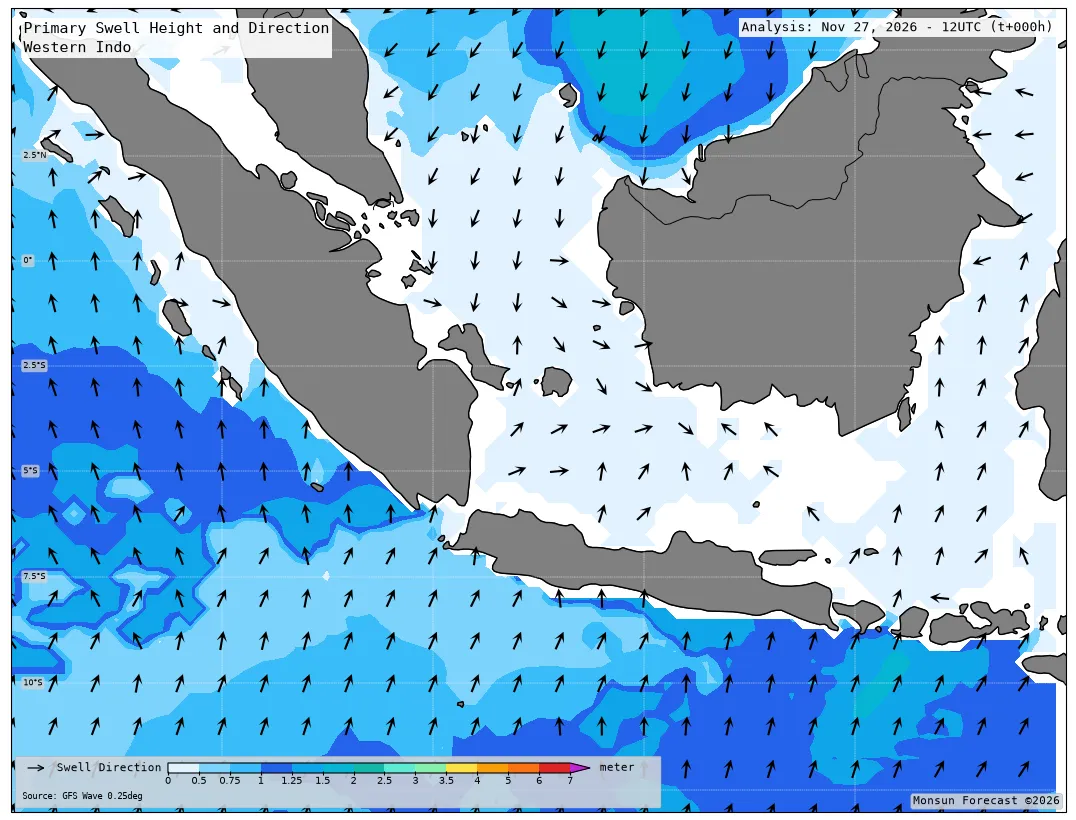 Primary Swell Height and Direction
Western Indo
Analysis: Nov 27, 2026 - 12UTC (t+000h)
2.5°N
0°
2.5°S
5°S
7.5°S
10°S
Swell Direction
meter
0 0.5 0.75 1 1.25 1.5 2 2.5 3 3.5 4 5 6 7
Source: GFS Wave 0.25deg
Monsun Forecast ©2026